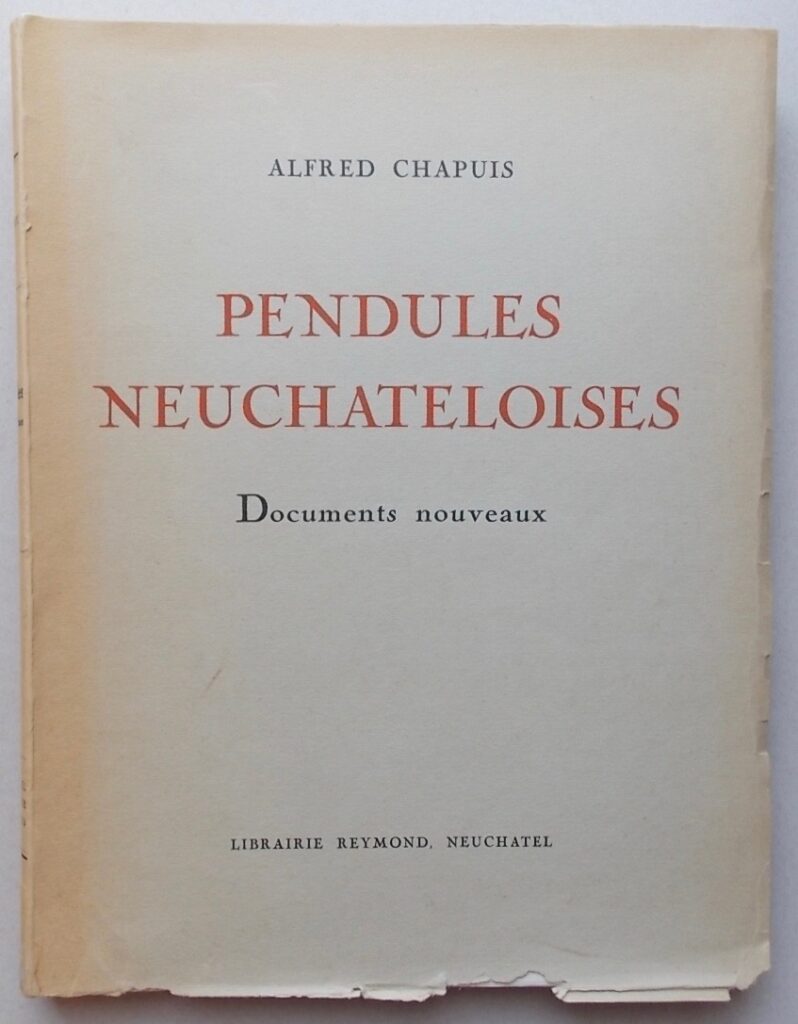 ALFRED CHAPUIS
PENDULES
NEUCHATELOISES
Documents nouveaux
LIBRAIRIE REYMOND, NEUCHATEL